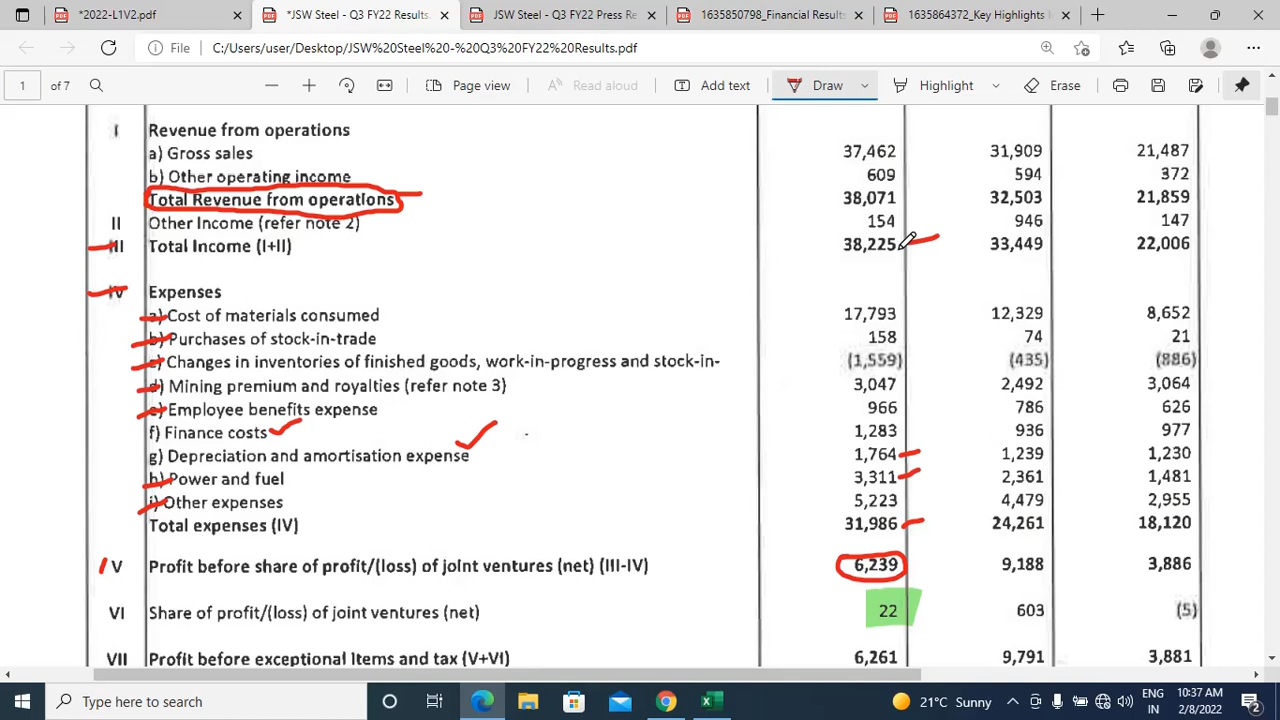 *2022-L1V2.pdf
*JSW Steel - Q3 FY22 Results.
JSW Steel - Q3 FY22 Press Re
1635850798_Financial Results
1635864372_Key Highlights
File C:/Users/user/Desktop/JSW%20Steel%20-%20Q3%20FY22%20Results.pdf
1 of 7 Page view Read aloud Add text Draw Highlight Erase
I Revenue from operations
a) Gross sales 37,462 31,909 21,487
b) Other operating income 609 594 372
Total Revenue from operations 38,071 32,503 21,859
II Other Income (refer note 2) 154 946 147
III Total Income (I+II) 38,225 33,449 22,006
IV Expenses
a) Cost of materials consumed 17,793 12,329 8,652
b) Purchases of stock-in-trade 158 74 21
c) Changes in inventories of finished goods, work-in-progress and stock-in- (1,559) (435) (886)
d) Mining premium and royalties (refer note 3) 3,047 2,492 3,064
e) Employee benefits expense 966 786 626
f) Finance costs 1,283 936 977
g) Depreciation and amortisation expense 1,764 1,239 1,230
h) Power and fuel 3,311 2,361 1,481
i) Other expenses 5,223 4,479 2,955
Total expenses (IV) 31,986 24,261 18,120
V Profit before share of profit/(loss) of joint ventures (net) (III-IV) 6,239 9,188 3,886
VI Share of profit/(loss) of joint ventures (net) 22 603 (5)
VII Profit before exceptional items and tax (V+VI) 6,261 9,791 3,881
Type here to search
21°C Sunny
ENG
IN
10:37 AM
2/8/2022
2